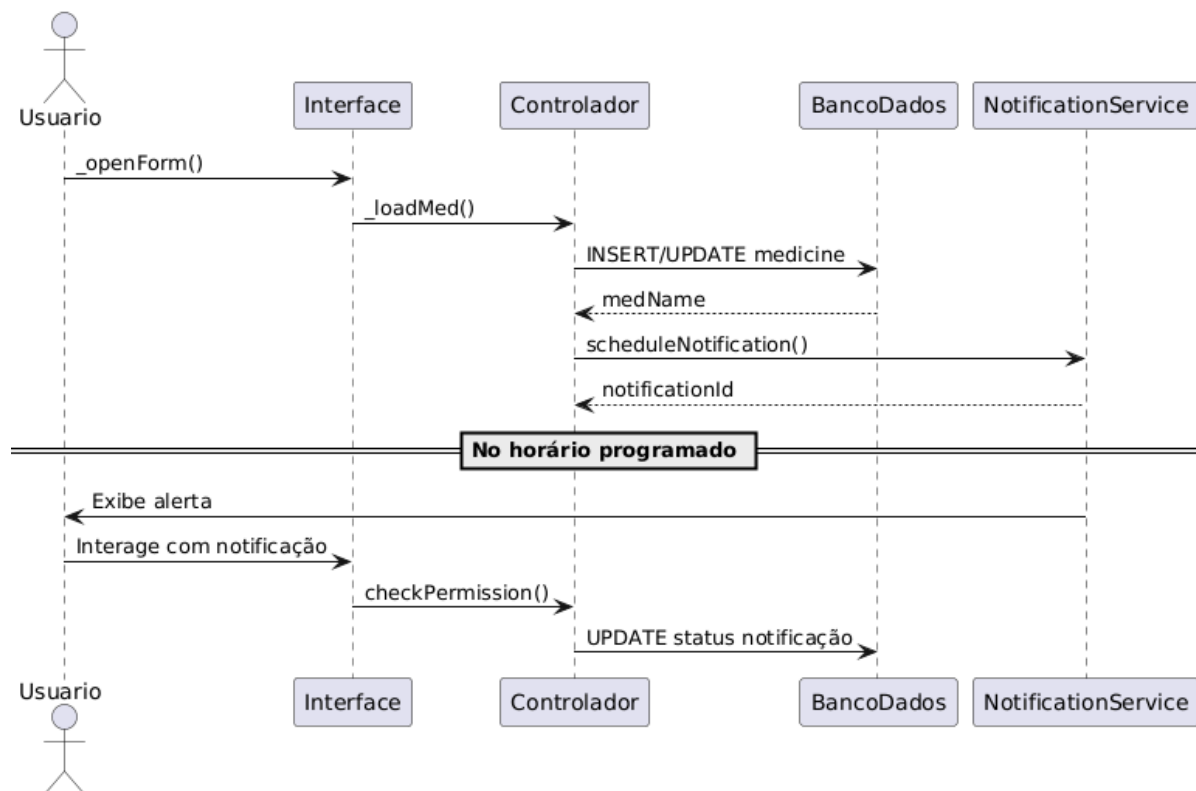 Usuario
Interface
Controlador
BancoDados
NotificationService
_openForm()
_loadMed()
INSERT/UPDATE medicine
medName
scheduleNotification()
notificationId
No horário programado
Exibe alerta
Interage com notificação
checkPermission()
UPDATE status notificação
Usuario
Interface
Controlador
BancoDados
NotificationService